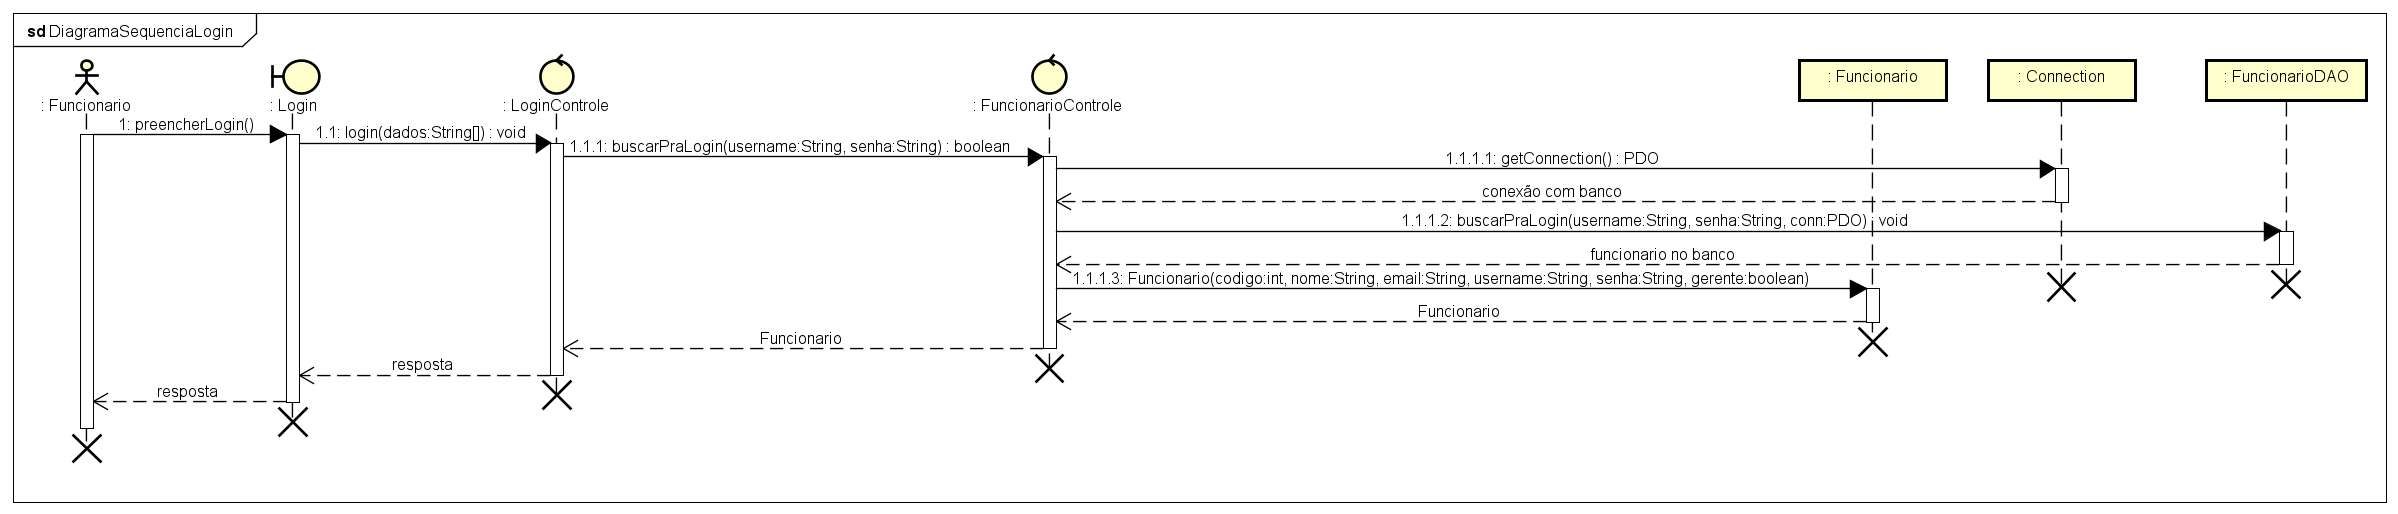 sd DiagramaSequenciaLogin
: Funcionario
: Login
: LoginControle
: FuncionarioControle
: Funcionario
: Connection
: FuncionarioDAO
1: preencherLogin()
1.1: login(dados:String[]) : void
1.1.1: buscarPraLogin(username:String, senha:String) : boolean
1.1.1.1: getConnection() : PDO
conexão com banco
1.1.1.2: buscarPraLogin(username:String, senha:String, conn:PDO) : void
funcionario no banco
1.1.1.3: Funcionario(codigo:int, nome:String, email:String, username:String, senha:String, gerente:boolean)
Funcionario
Funcionario
resposta
resposta